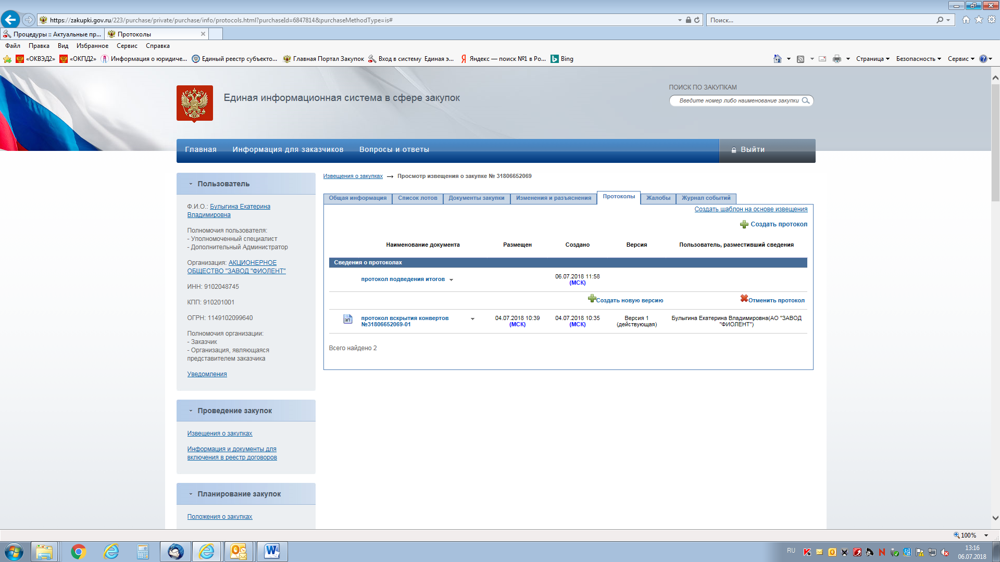 https://zakupki.gov.ru/223/purchase/private/purchase/info/protocols.html?purchaseId=6847814&purchaseMethodType=is#
Поиск...
Процедуры :: Актуальные пр...
Протоколы
Файл Правка Вид Избранное Сервис Справка
«ОКВЭД2» «ОКПД2» Информация о юридиче... Единый реестр субъекто... Главная Портал Закупок Вход в систему Единая э... Яндекс — поиск №1 в Ро... Bing
Страница Безопасность Сервис
Единая информационная система в сфере закупок
ПОИСК ПО ЗАКУПКАМ
Введите номер либо наименование закупки
Главная Информация для заказчиков Вопросы и ответы Выйти
Пользователь
Ф.И.О.: Булыгина Екатерина
Владимировна
Полномочия пользователя:
- Уполномоченный специалист
- Дополнительный Администратор
Организация: АКЦИОНЕРНОЕ
ОБЩЕСТВО "ЗАВОД "ФИОЛЕНТ"
ИНН: 9102048745
КПП: 910201001
ОГРН: 1149102099640
Полномочия организации:
- Заказчик
- Организация, являющаяся
представителем заказчика
Уведомления
Проведение закупок
Извещения о закупках
Информация и документы для
включения в реестр договоров
Планирование закупок
Положения о закупках
Извещения о закупках → Просмотр извещения о закупке № 31806652069
Общая информация Список лотов Документы закупки Изменения и разъяснения Протоколы Жалобы Журнал событий
Создать шаблон на основе извещения
Создать протокол
Наименование документа Размещен Создано Версия Пользователь, разместивший сведения
Сведения о протоколах
протокол подведения итогов 06.07.2018 11:58
(МСК)
Создать новую версию Отменить протокол
эп протокол вскрытия конвертов 04.07.2018 10:39 04.07.2018 10:35 Версия 1 Булыгина Екатерина Владимировна(АО "ЗАВОД
№31806652069-01 (МСК) (МСК) (действующая) "ФИОЛЕНТ")
Всего найдено 2
100%
RU
13:16
06.07.2018